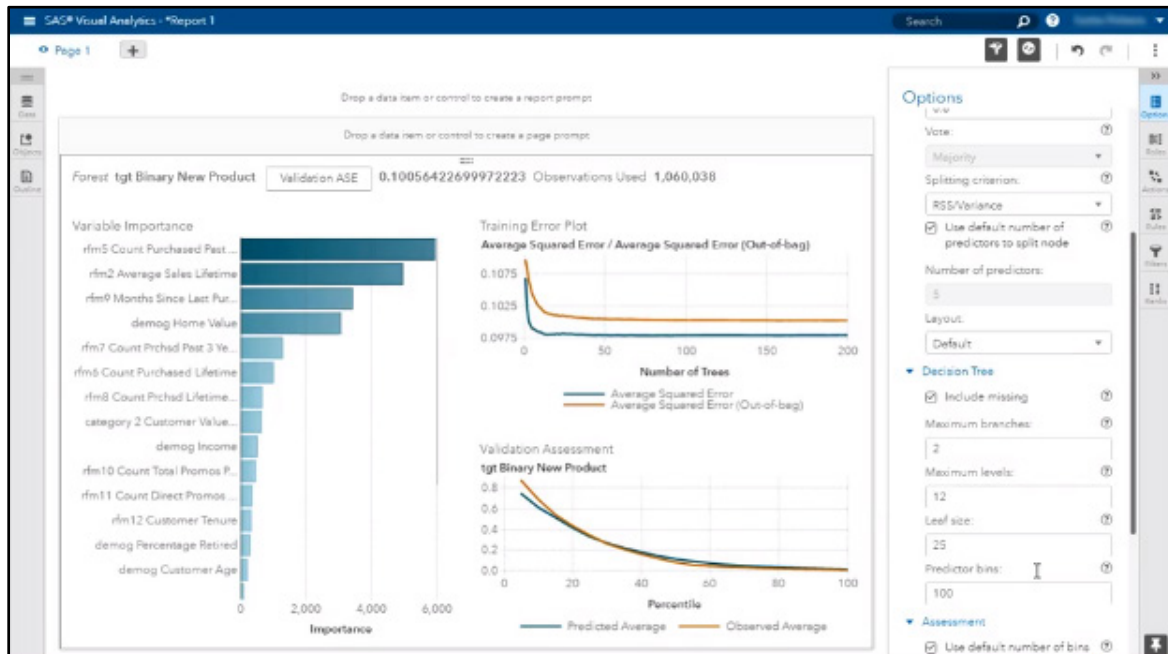 SAS® Visual Analytics - *Report 1
Search
Page 1
Drop a data item or control to create a report prompt
Drop a data item or control to create a page prompt
Forest tgt Binary New Product Validation ASE 0.10056422699972223 Observations Used 1,060,038
Variable Importance
rfm5 Count Purchased Past ...
rfm2 Average Sales Lifetime
rfm9 Months Since Last Pur...
demog Home Value
rfm7 Count Prchsd Past 3 Ye...
rfm6 Count Purchased Lifetime
rfm8 Count Prchsd Lifetime...
category 2 Customer Value...
demog Income
rfm10 Count Total Promos P...
rfm11 Count Direct Promos ...
rfm12 Customer Tenure
demog Percentage Retired
demog Customer Age
0 2,000 4,000 6,000
Importance
Training Error Plot
Average Squared Error / Average Squared Error (Out-of-bag)
0.1075
0.1025
0.0975
0 50 100 150 200
Number of Trees
Average Squared Error
Average Squared Error (Out-of-bag)
Validation Assessment
tgt Binary New Product
0.8
0.6
0.4
0.2
0.0
0 20 40 60 80 100
Percentile
Predicted Average Observed Average
Options
Vote:
Majority
Splitting criterion:
RSS/Variance
Use default number of
predictors to split node
Number of predictors:
5
Layout:
Default
Decision Tree
Include missing
Maximum branches:
2
Maximum levels:
12
Leaf size:
25
Predictor bins:
100
Assessment
Use default number of bins
Data
Objects
Outline
Options
Roles
Actions
Rules
Filters
Ranks